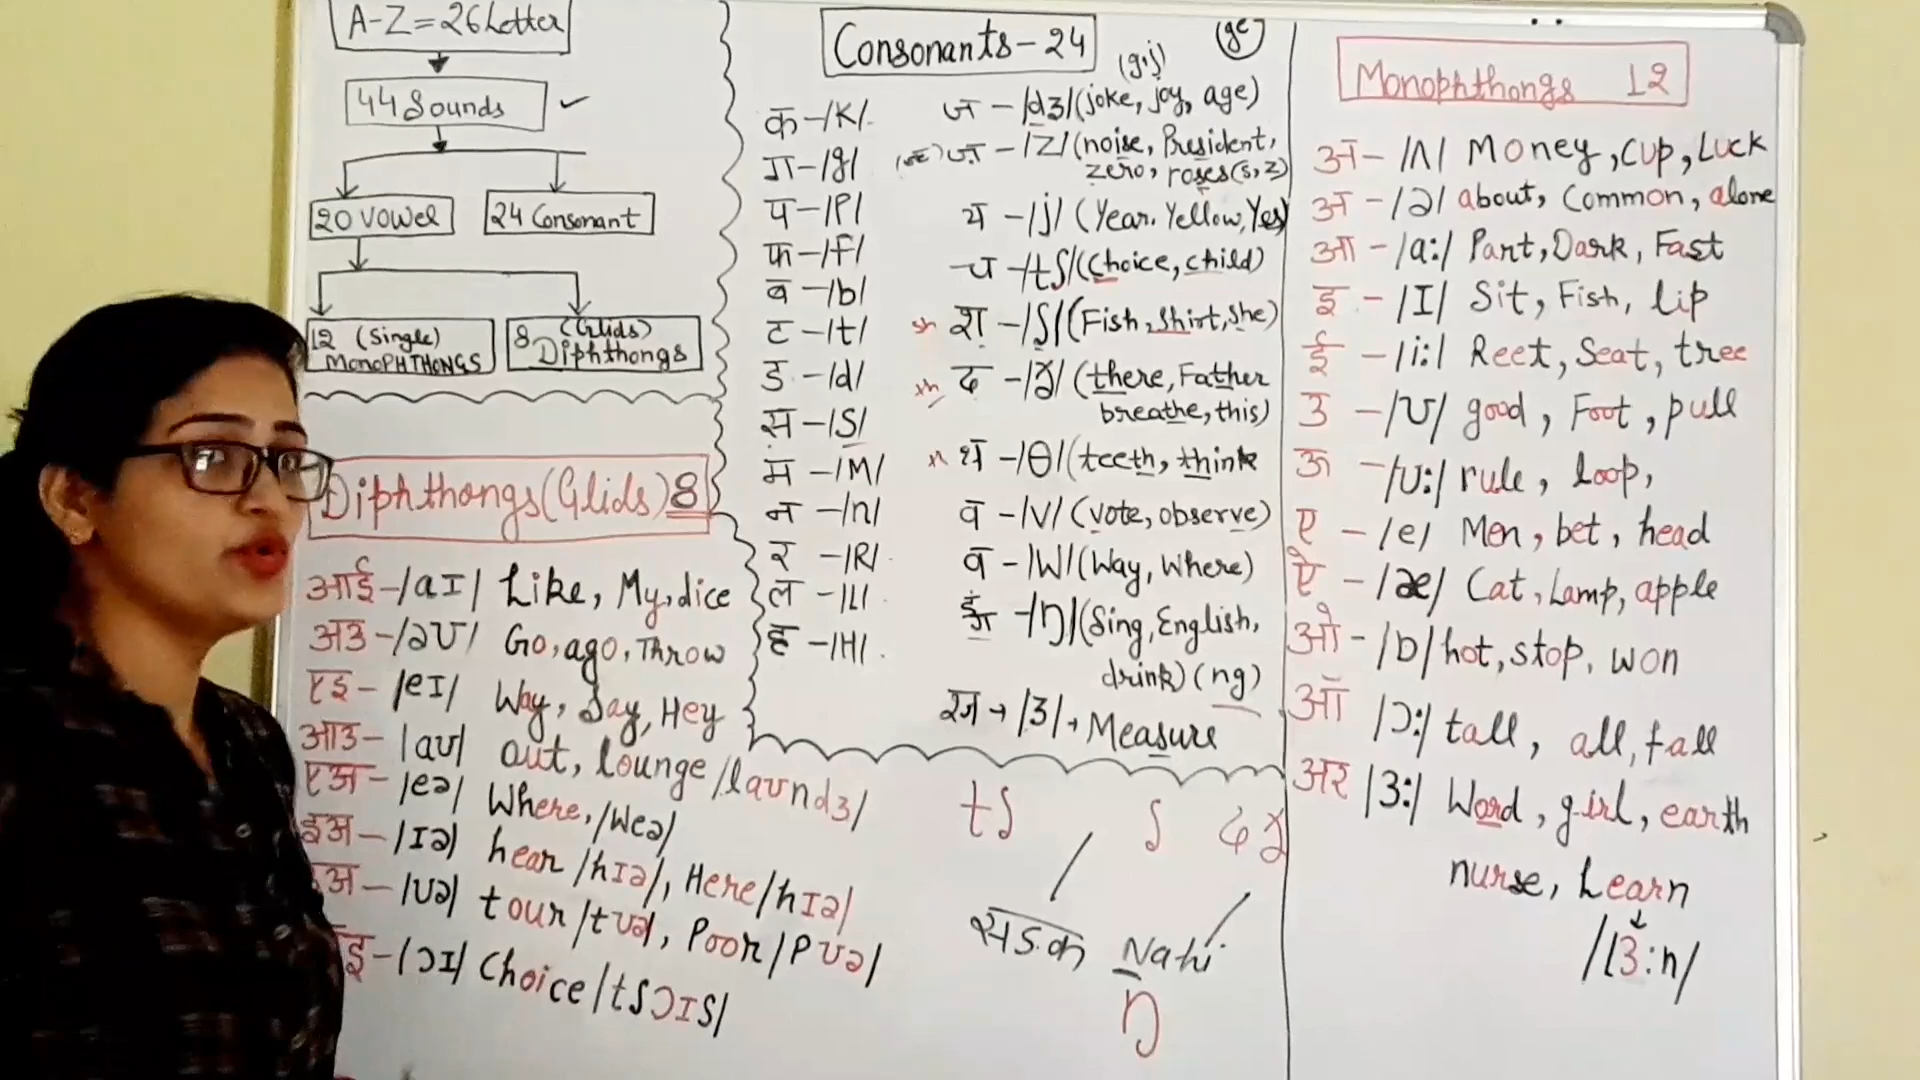 A-Z=26 Letter
44 Sounds ✓
20 Vowel
24 Consonant
12 (Single)
MonoPHTHONGS
(Glids)
8 Diphthongs
Diphthongs (Glids) 8
आई-/aɪ/ Like, My, dice
अउ-/əʊ/ Go, ago, Throw
एइ-/eɪ/ Way, Say, Hey
आउ-/aʊ/ out, lounge/laʊndʒ/
एअ-/eə/ Where,/Weə/
इअ-/ɪə/ hear/hɪə/, Here/hɪə/
अ-/ʊə/ tour/tʊə/, Poor/Pʊə/
इ-/ɔɪ/ Choice/tʃɔɪs/
Consonants-24
(ge)
(g,j)
क-/K/
ग-/g/
प-/P/
फ-/f/
ब-/b/
ट-/t/
ड-/d/
स-/S/
म-/M/
न-/n/
र-/R/
ल-/L/
ह-/H/
ज-/dʒ/(joke, joy, age)
ज़-/Z/(noise, President,
zero, roses(s,z)
य-/j/ (Year, Yellow, Yes)
च-/tʃ/(Choice, child)
sh श-/ʃ/(Fish, Shirt, She)
द-/ð/(there, Father
breathe, this)
थ-/θ/(teeth, think
व-/V/(vote, observe)
व-/W/(Way, Where)
-/ŋ/(Sing, English,
drink)(ng)
श्ज→/ʒ/→Measure
tʃ ʃ द ð
सडक Nahi
ŋ
Monophthongs 12
अ-/ʌ/ Money, Cup, Luck
अ-/ə/ about, Common, alone
आ-/a:/ Part, Dark, Fast
इ-/ɪ/ Sit, Fish, lip
ई-/i:/ Reet, Seat, tree
उ-/ʊ/ good, Foot, pull
ऊ-/ʊ:/ rule, Loop,
ए-/e/ Men, bet, head
ऐ-/æ/ Cat, Lamp, apple
ओ-/ɒ/ hot, stop, won
ऑ /ɔ:/ tall, all, fall
अर /ɜ:/ Word, girl, earth
nurse, Learn
/lɜ:n/